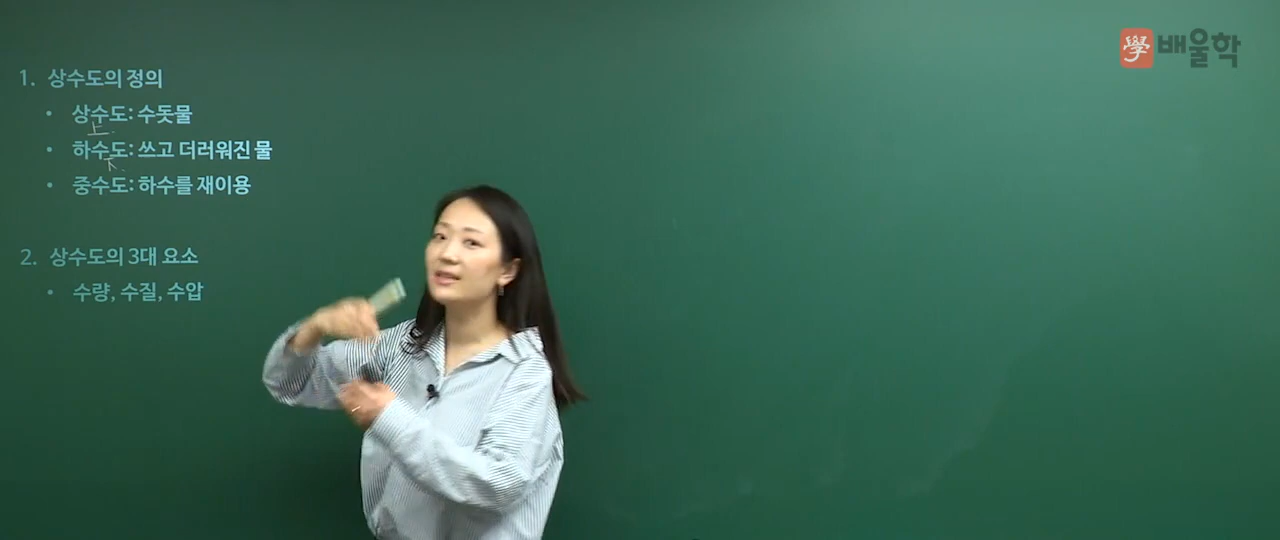 學 배울학
1. 상수도의 정의
• 상수도: 수돗물
上
• 하수도: 쓰고 더러워진 물
下
• 중수도: 하수를 재이용
2. 상수도의 3대 요소
• 수량, 수질, 수압